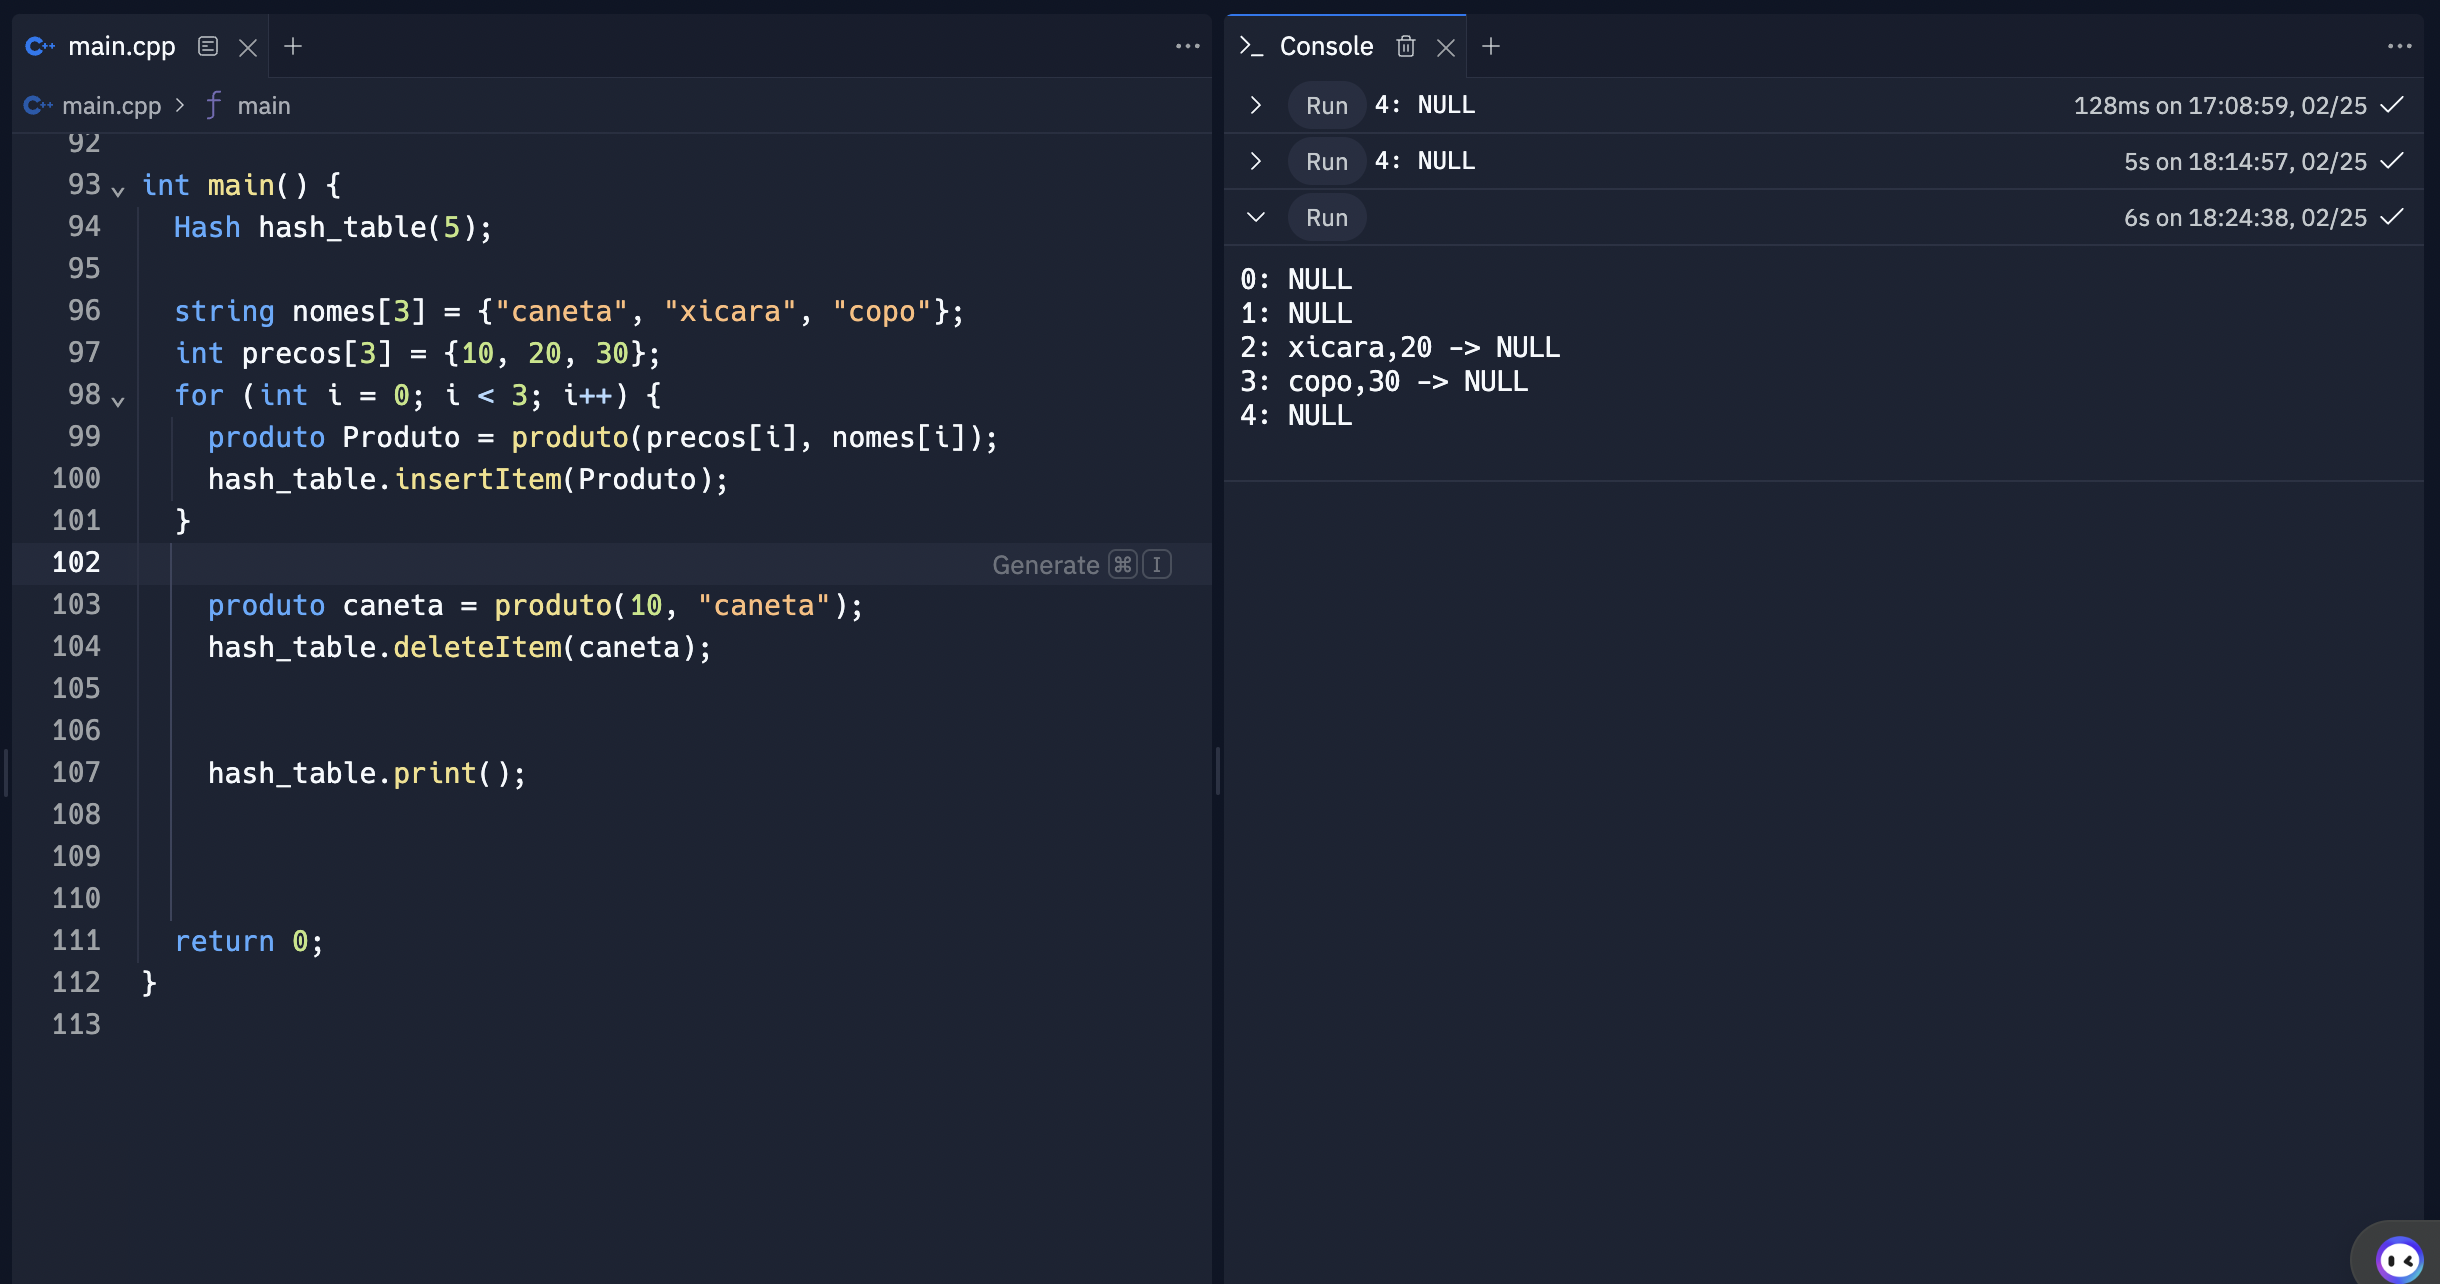 main.cpp
main.cpp > main
92
93 int main() {
94   Hash hash_table(5);
95
96   string nomes[3] = {"caneta", "xicara", "copo"};
97   int precos[3] = {10, 20, 30};
98   for (int i = 0; i < 3; i++) {
99     produto Produto = produto(precos[i], nomes[i]);
100     hash_table.insertItem(Produto);
101   }
102 Generate ⌘ I
103     produto caneta = produto(10, "caneta");
104     hash_table.deleteItem(caneta);
105
106
107     hash_table.print();
108
109
110
111   return 0;
112 }
113
Console
Run 4: NULL 128ms on 17:08:59, 02/25
Run 4: NULL 5s on 18:14:57, 02/25
Run 6s on 18:24:38, 02/25
0: NULL
1: NULL
2: xicara,20 -> NULL
3: copo,30 -> NULL
4: NULL